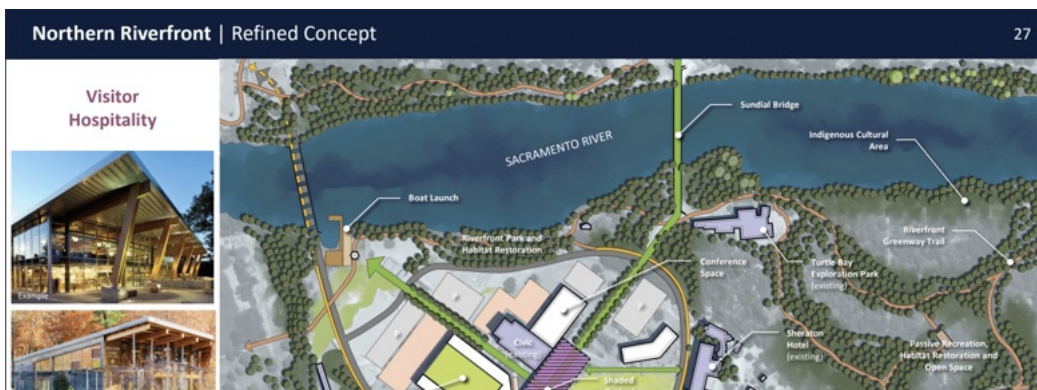 Northern Riverfront | Refined Concept
27
Visitor
Hospitality
Example
Sundial Bridge
SACRAMENTO RIVER
Indigenous Cultural
Area
Boat Launch
Riverfront Park and
Habitat Restoration
Riverfront
Greenway Trail
Conference
Space
Turtle Bay
Exploration Park
(existing)
P
P
P
Civic
(existing)
Sheraton
Hotel
(existing)
Passive Recreation,
Habitat Restoration and
Open Space
Shaded